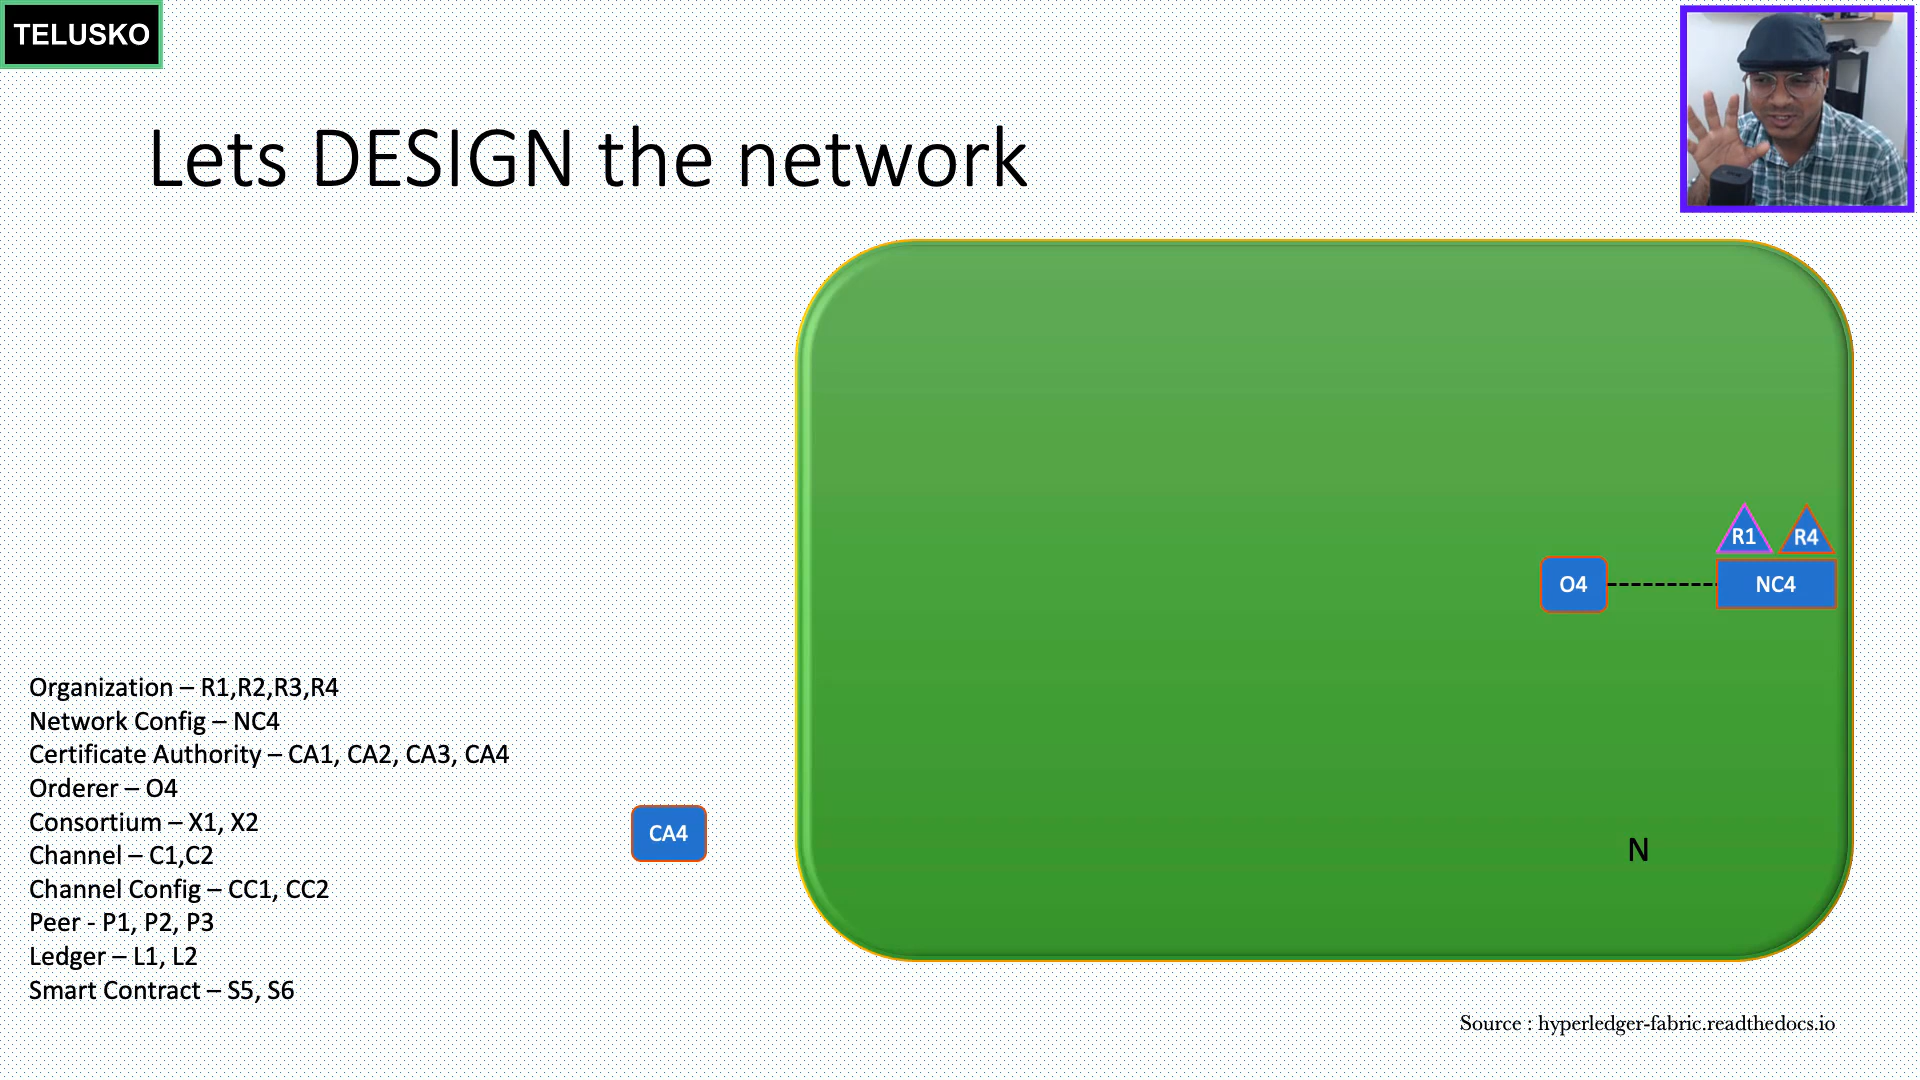 TELUSKO
Lets DESIGN the network
R1
R4
O4
NC4
Organization – R1,R2,R3,R4
Network Config – NC4
Certificate Authority – CA1, CA2, CA3, CA4
Orderer – O4
Consortium – X1, X2
Channel – C1,C2
Channel Config – CC1, CC2
Peer - P1, P2, P3
Ledger – L1, L2
Smart Contract – S5, S6
CA4
N
Source : hyperledger-fabric.readthedocs.io